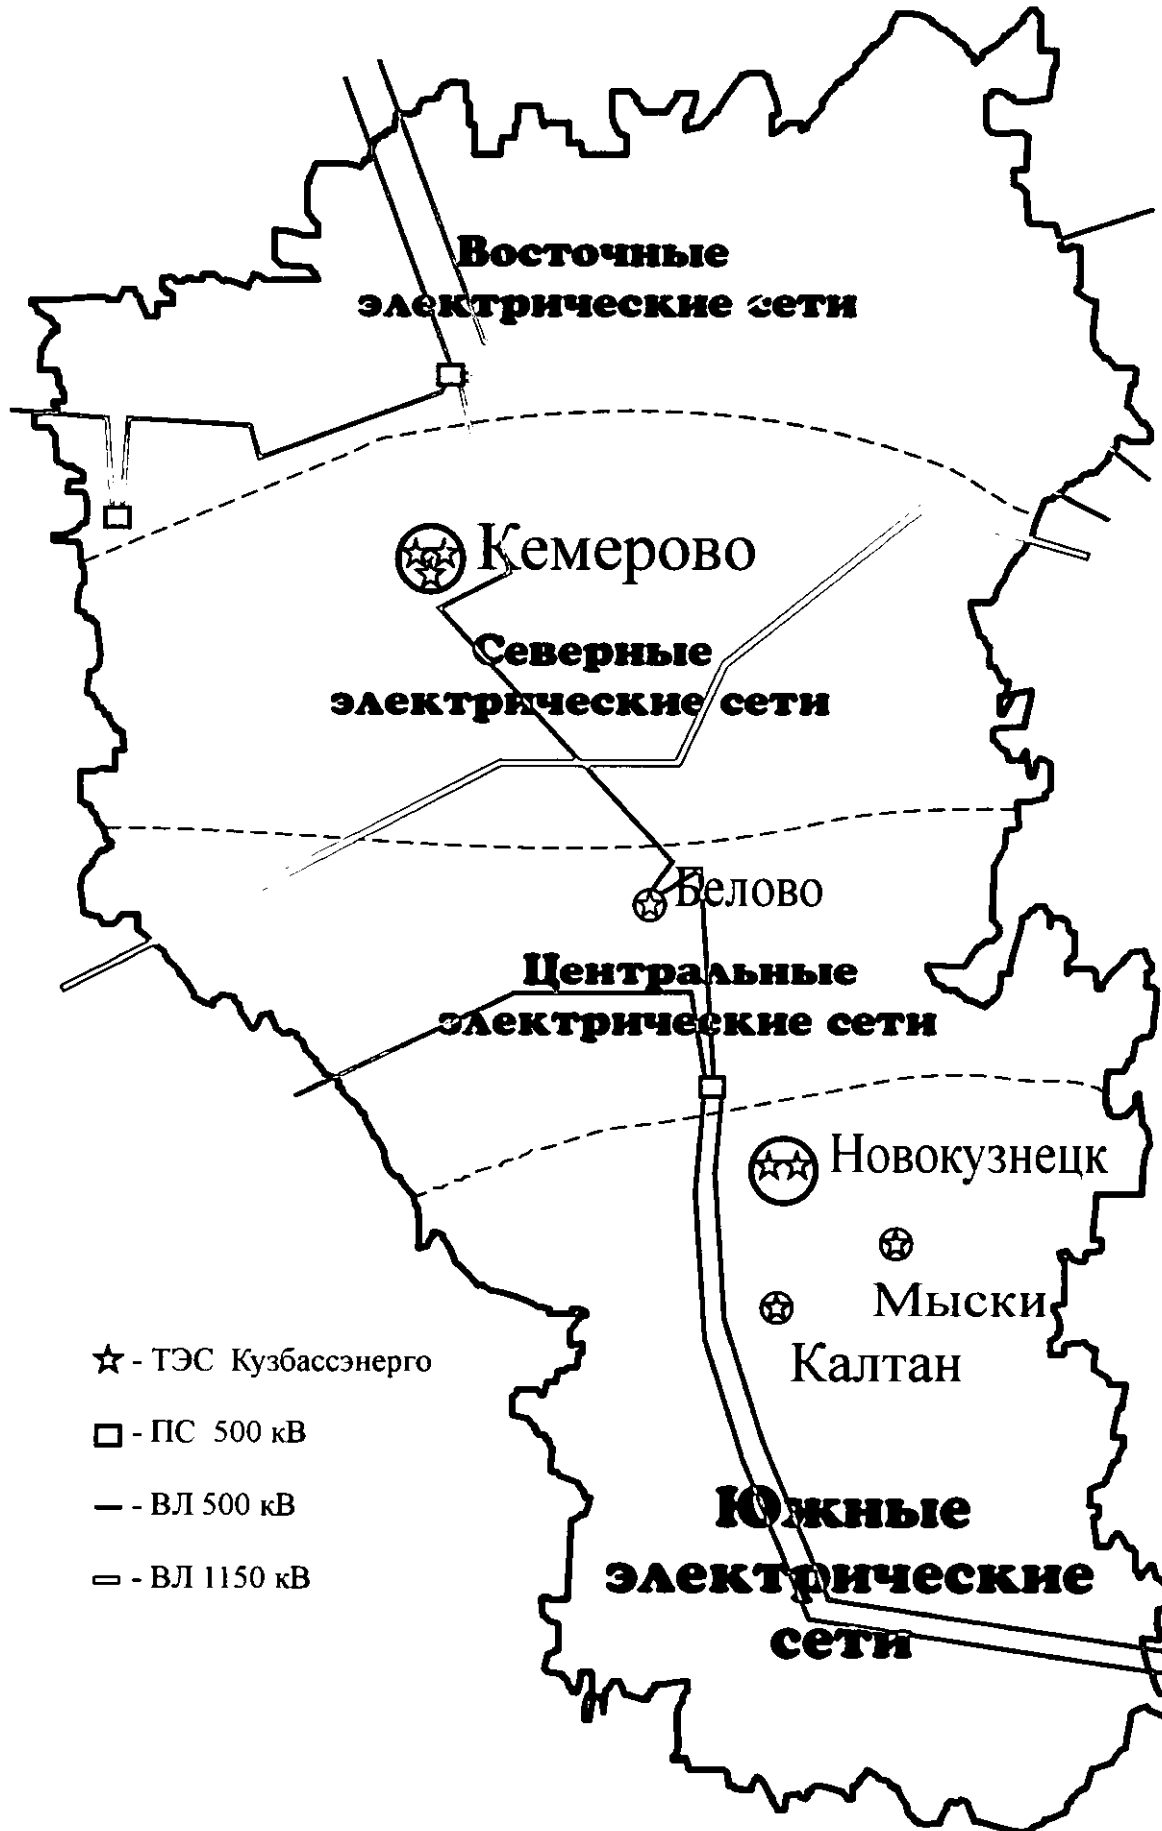 Восточные
электрические сети
Кемерово
Северные
электрические сети
Белово
Центральные
электрические сети
Новокузнецк
Мыски
Калтан
- ТЭС Кузбассэнерго
- ПС 500 кВ
- ВЛ 500 кВ
- ВЛ 1150 кВ
Южные
электрические
сети